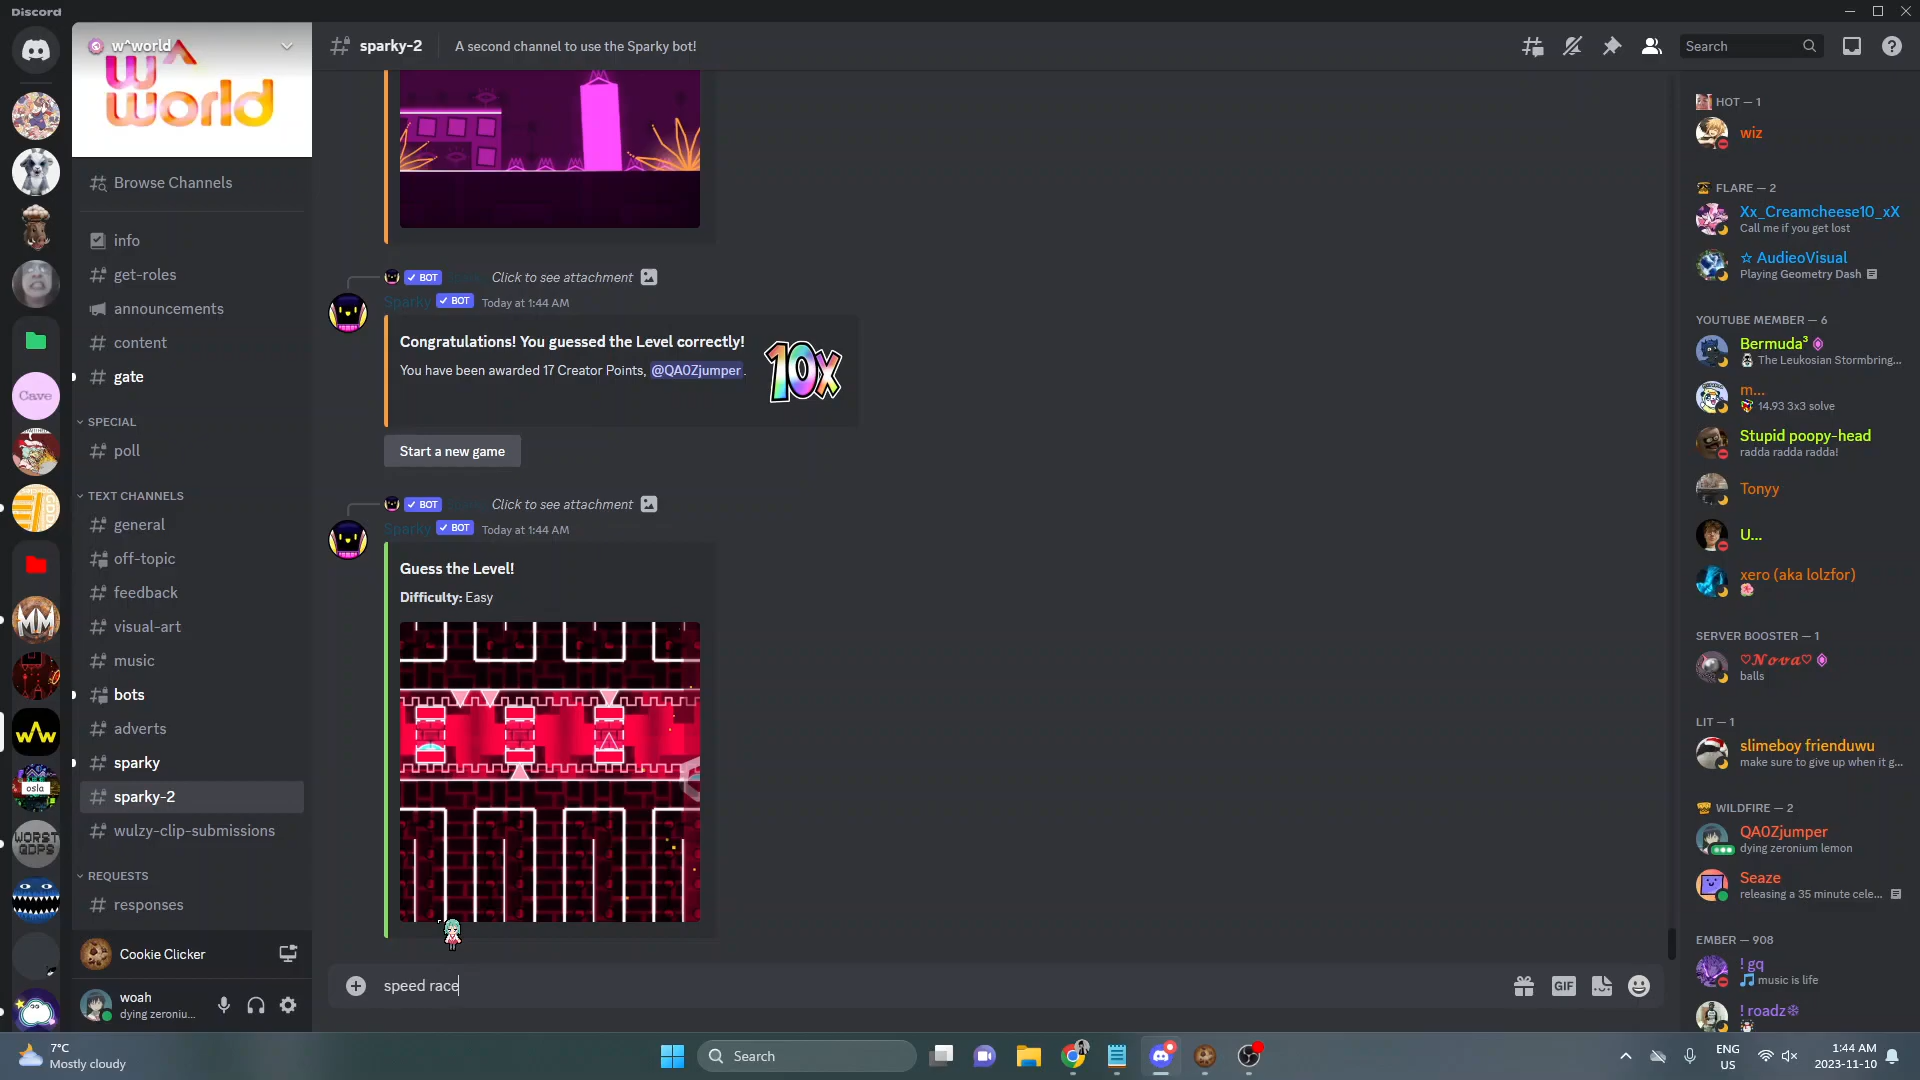 Discord
w^world
w^
world
Browse Channels
info
get-roles
announcements
content
gate
SPECIAL
poll
TEXT CHANNELS
general
off-topic
feedback
visual-art
music
bots
adverts
sparky
sparky-2
wulzy-clip-submissions
REQUESTS
responses
Cookie Clicker
woah
dying zeroniu...
Cave
MM
osla
WORST
GDPS
sparky-2
A second channel to use the Sparky bot!
Search
✓ BOT Click to see attachment
Sparky ✓ BOT Today at 1:44 AM
Congratulations! You guessed the Level correctly!
You have been awarded 17 Creator Points, @QA0Zjumper.
10x
Start a new game
✓ BOT Click to see attachment
Sparky ✓ BOT Today at 1:44 AM
Guess the Level!
Difficulty: Easy
speed race
GIF
HOT — 1
wiz
FLARE — 2
Xx_Creamcheese10_xX
Call me if you get lost
☆ AudieoVisual
Playing Geometry Dash
YOUTUBE MEMBER — 6
Bermuda³
The Leukosian Stormbring...
m...
14.93 3x3 solve
Stupid poopy-head
radda radda radda!
Tonyy
U...
xero (aka lolzfor)
SERVER BOOSTER — 1
♡𝓝𝓸𝓿𝓪♡
balls
LIT — 1
slimeboy frienduwu
make sure to give up when it g...
WILDFIRE — 2
QA0Zjumper
dying zeronium lemon
Seaze
releasing a 35 minute cele...
EMBER — 908
! gq
music is life
! roadz❄
7°C
Mostly cloudy
Search
ENG
US
1:44 AM
2023-11-10